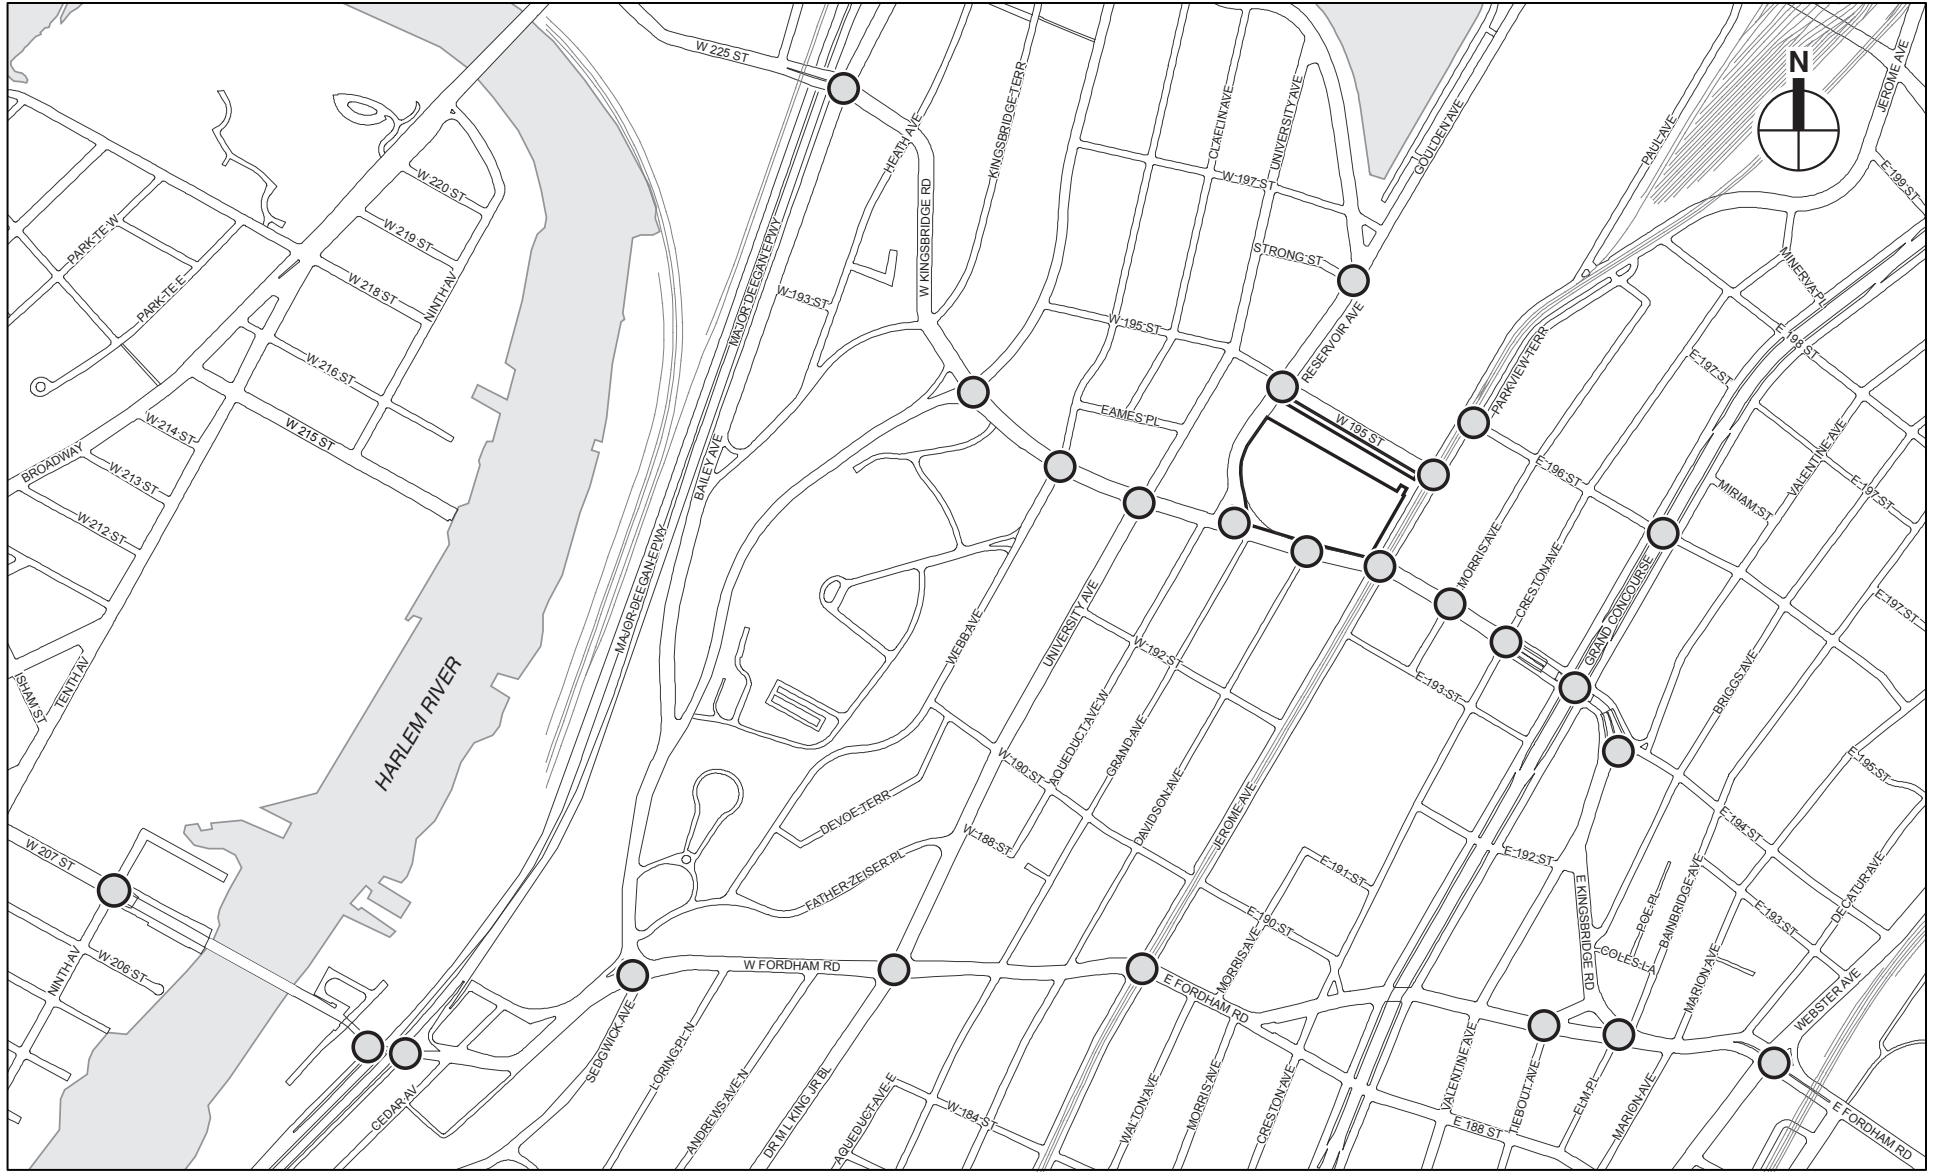 W 225 ST
N
JEROME AVE
HEATH AVE
KINGSBRIDGE TERR
CLAFLIN AVE
UNIVERSITY AVE
GOULDEN AVE
PAUL AVE
E 199 ST
W 220 ST
W 197 ST
PARK TE W
W 219 ST
W KINGSBRIDGE RD
MAJOR DEEGAN EPWY
STRONG ST
MINERVA PL
PARK TE E
W 218 ST
NINTH AV
W 193 ST
W 195 ST
RESERVOIR AVE
PARKVIEW TERR
E 198 ST
W 216 ST
E 197 ST
EAMES PL
W 195 ST
W 214 ST
W 215 ST
BROADWAY
BAILEY AVE
W 213 ST
E 196 ST
VALENTINE AVE
MIRIAM ST
E 197 ST
W 212 ST
MAJOR DEEGAN EPWY
MORRIS AVE
CRESTON AVE
GRAND CONCOURSE
E 197 ST
WEBB AVE
UNIVERSITY AVE
W 192 ST
E 193 ST
BRIGGS AVE
ISHAM ST
TENTH AV
HARLEM RIVER
AQUEDUCT AVE W
GRAND AVE
W 190 ST
DAVIDSON AVE
JEROME AVE
E 195 ST
DEVOE TERR
W 188 ST
E 194 ST
W 207 ST
FATHER ZEISER PL
E 191 ST
E 192 ST
E KINGSBRIDGE RD
POE PL
BAINBRIDGE AVE
DECATUR AVE
E 193 ST
E 190 ST
MORRIS AVE
COLES LA
MARION AVE
WEBSTER AVE
NINTH AV
W 206 ST
W FORDHAM RD
E FORDHAM RD
SEDGWICK AVE
LORING PL N
ANDREWS AVE N
DR M L KING JR BL
AQUEDUCT AVE E
W 184 ST
WALTON AVE
MORRIS AVE
CRESTON AVE
VALENTINE AVE
E 188 ST
TIEBOUT AVE
ELM PL
MARION AVE
E FORDHAM RD
CEDAR AV